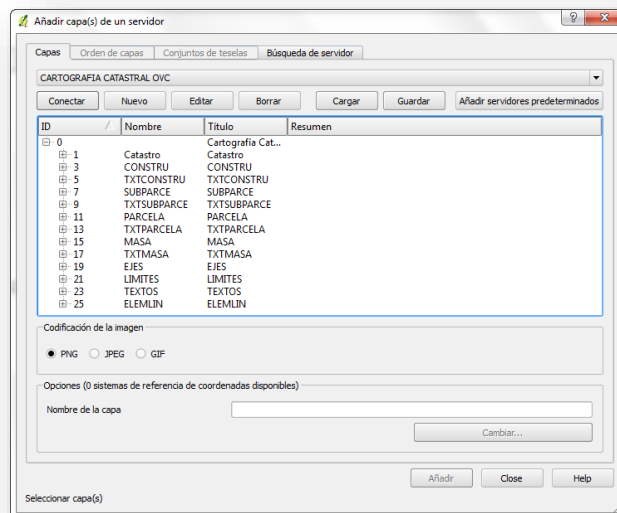 Añadir capa(s) de un servidor
Capas Orden de capas Conjuntos de teselas Búsqueda de servidor
CARTOGRAFIA CATASTRAL OVC
Conectar Nuevo Editar Borrar Cargar Guardar Añadir servidores predeterminados
ID Nombre Título Resumen
0 Cartografía Cat...
1 Catastro Catastro
3 CONSTRU CONSTRU
5 TXTCONSTRU TXTCONSTRU
7 SUBPARCE SUBPARCE
9 TXTSUBPARCE TXTSUBPARCE
11 PARCELA PARCELA
13 TXTPARCELA TXTPARCELA
15 MASA MASA
17 TXTMASA TXTMASA
19 EJES EJES
21 LIMITES LIMITES
23 TEXTOS TEXTOS
25 ELEMLIN ELEMLIN
Codificación de la imagen
PNG JPEG GIF
Opciones (0 sistemas de referencia de coordenadas disponibles)
Nombre de la capa
Cambiar...
Añadir Close Help
Seleccionar capa(s)